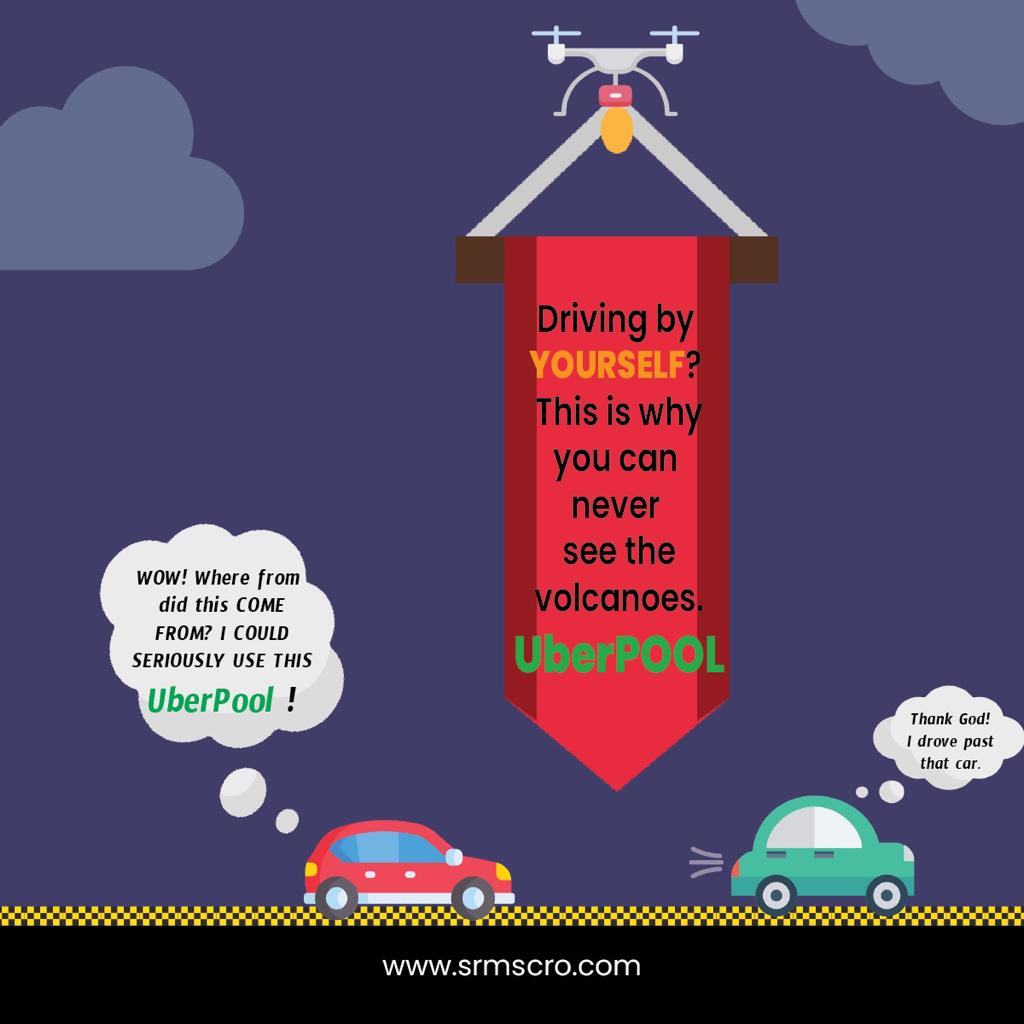 Driving by
YOURSELF?
This is why
you can
never
see the
volcanoes.
UberPOOL
WOW! Where from
did this COME
FROM? I COULD
SERIOUSLY USE THIS
UberPool !
Thank God!
I drove past
that car.
www.srmscro.com